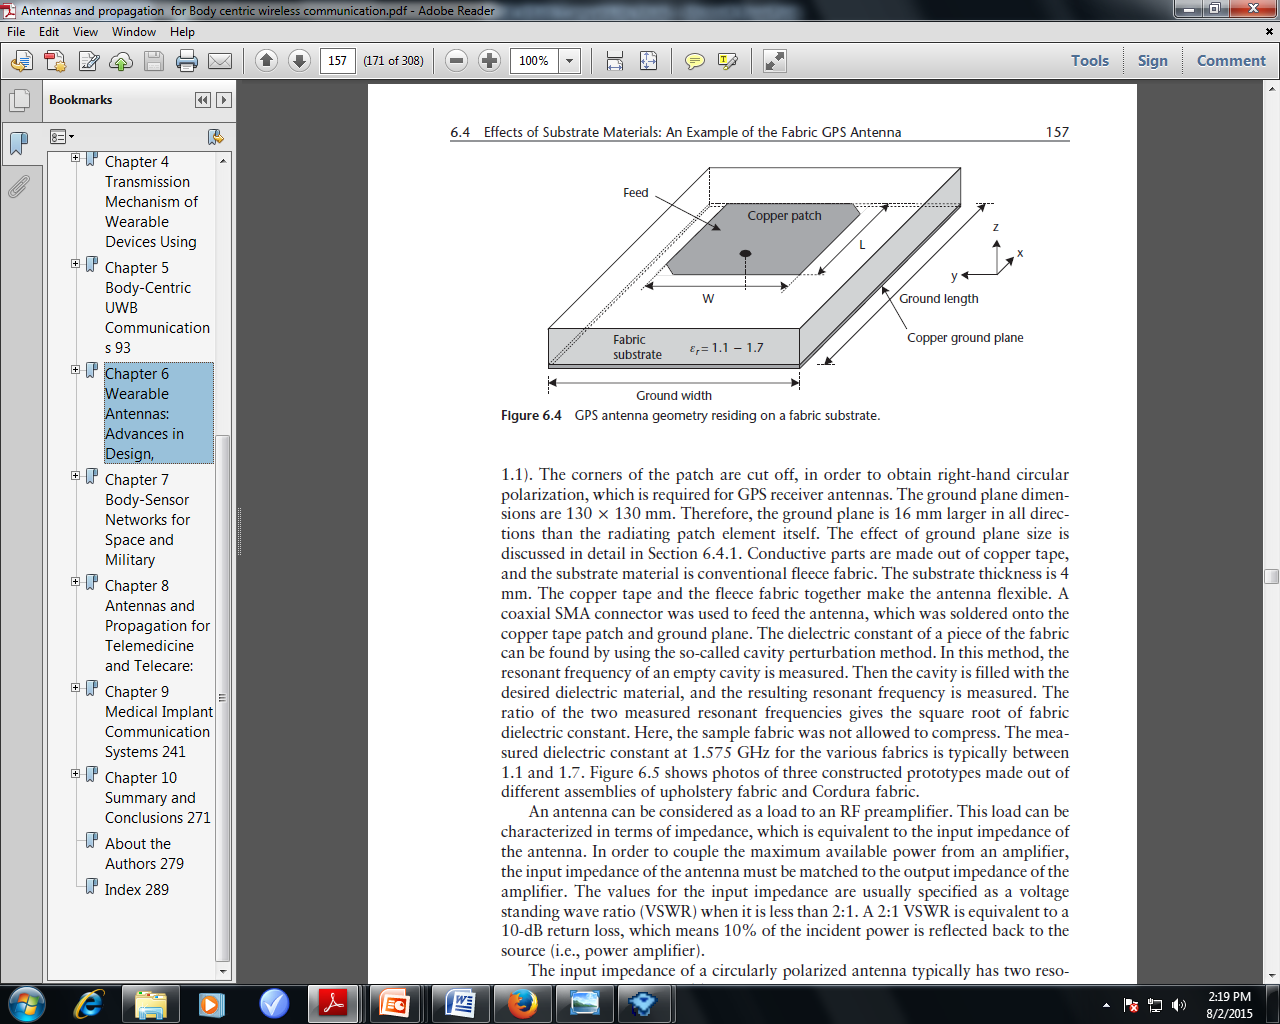 Antennas and propagation for Body centric wireless communication.pdf - Adobe Reader
File Edit View Window Help
157 (171 of 308) 100% Tools Sign Comment
Bookmarks
Chapter 4
Transmission
Mechanism of
Wearable
Devices Using
Chapter 5
Body-Centric
UWB
Communication
s 93
Chapter 6
Wearable
Antennas:
Advances in
Design,
Chapter 7
Body-Sensor
Networks for
Space and
Military
Chapter 8
Antennas and
Propagation for
Telemedicine
and Telecare:
Chapter 9
Medical Implant
Communication
Systems 241
Chapter 10
Summary and
Conclusions 271
About the
Authors 279
Index 289
6.4 Effects of Substrate Materials: An Example of the Fabric GPS Antenna 157
Feed
Copper patch
L
W
z
x
y
Ground length
Copper ground plane
Fabric
substrate
εr = 1.1 − 1.7
Ground width
Figure 6.4 GPS antenna geometry residing on a fabric substrate.
1.1). The corners of the patch are cut off, in order to obtain right-hand circular
polarization, which is required for GPS receiver antennas. The ground plane dimen-
sions are 130 × 130 mm. Therefore, the ground plane is 16 mm larger in all direc-
tions than the radiating patch element itself. The effect of ground plane size is
discussed in detail in Section 6.4.1. Conductive parts are made out of copper tape,
and the substrate material is conventional fleece fabric. The substrate thickness is 4
mm. The copper tape and the fleece fabric together make the antenna flexible. A
coaxial SMA connector was used to feed the antenna, which was soldered onto the
copper tape patch and ground plane. The dielectric constant of a piece of the fabric
can be found by using the so-called cavity perturbation method. In this method, the
resonant frequency of an empty cavity is measured. Then the cavity is filled with the
desired dielectric material, and the resulting resonant frequency is measured. The
ratio of the two measured resonant frequencies gives the square root of fabric
dielectric constant. Here, the sample fabric was not allowed to compress. The mea-
sured dielectric constant at 1.575 GHz for the various fabrics is typically between
1.1 and 1.7. Figure 6.5 shows photos of three constructed prototypes made out of
different assemblies of upholstery fabric and Cordura fabric.
An antenna can be considered as a load to an RF preamplifier. This load can be
characterized in terms of impedance, which is equivalent to the input impedance of
the antenna. In order to couple the maximum available power from an amplifier,
the input impedance of the antenna must be matched to the output impedance of the
amplifier. The values for the input impedance are usually specified as a voltage
standing wave ratio (VSWR) when it is less than 2:1. A 2:1 VSWR is equivalent to a
10-dB return loss, which means 10% of the incident power is reflected back to the
source (i.e., power amplifier).
The input impedance of a circularly polarized antenna typically has two reso-
2:19 PM
8/2/2015